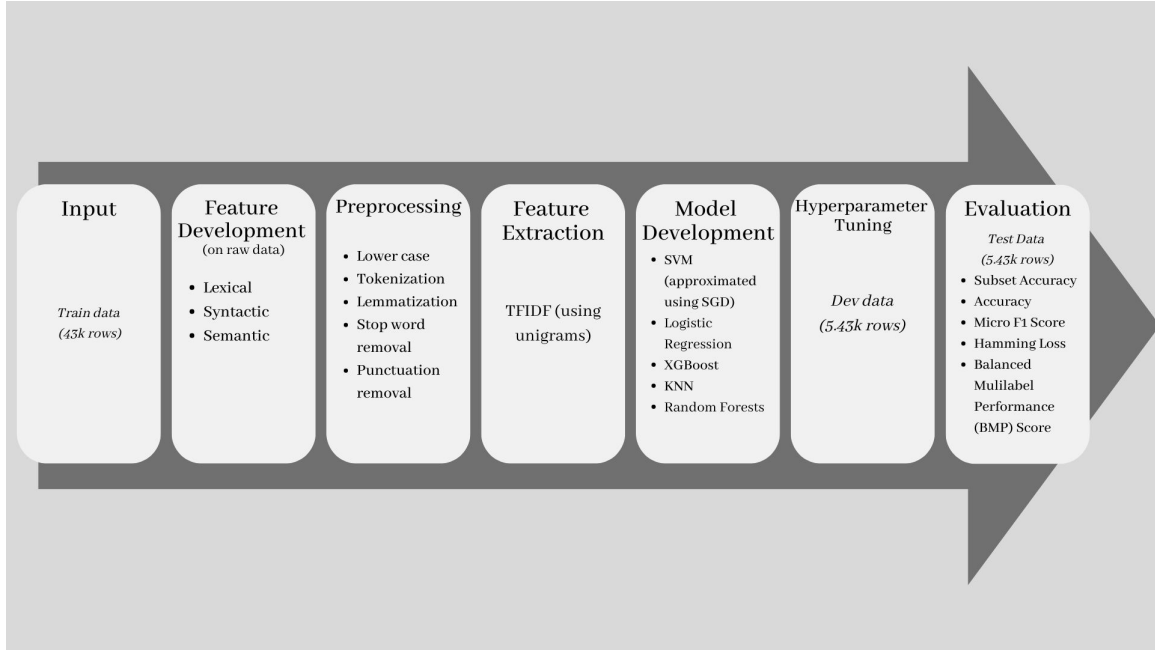 Input
Train data
(43k rows)
Feature
Development
(on raw data)
• Lexical
• Syntactic
• Semantic
Preprocessing
• Lower case
• Tokenization
• Lemmatization
• Stop word
removal
• Punctuation
removal
Feature
Extraction
TFIDF (using
unigrams)
Model
Development
• SVM
(approximated
using SGD)
• Logistic
Regression
• XGBoost
• KNN
• Random Forests
Hyperparameter
Tuning
Dev data
(5.43k rows)
Evaluation
Test Data
(5.43k rows)
• Subset Accuracy
• Accuracy
• Micro F1 Score
• Hamming Loss
• Balanced
Mulilabel
Performance
(BMP) Score